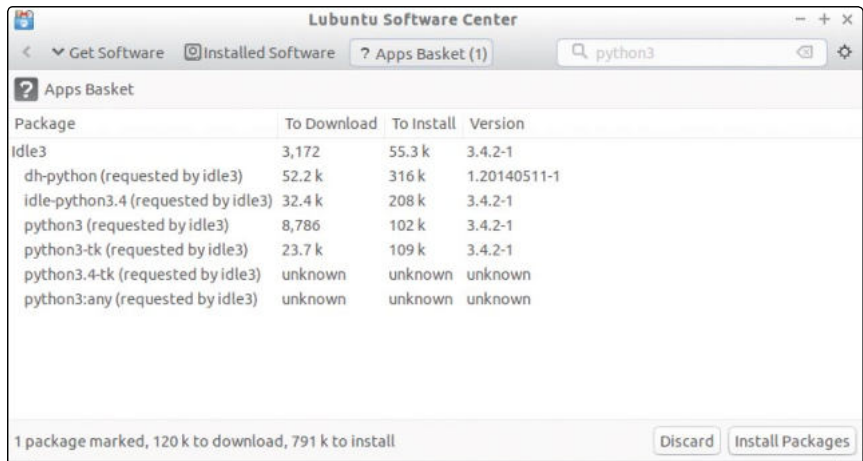 Lubuntu Software Center
Get Software Installed Software ? Apps Basket (1) python3
? Apps Basket
Package To Download To Install Version
Idle3 3,172 55.3 k 3.4.2-1
dh-python (requested by idle3) 52.2 k 316 k 1.20140511-1
idle-python3.4 (requested by idle3) 32.4 k 208 k 3.4.2-1
python3 (requested by idle3) 8,786 102 k 3.4.2-1
python3-tk (requested by idle3) 23.7 k 109 k 3.4.2-1
python3.4-tk (requested by idle3) unknown unknown unknown
python3:any (requested by idle3) unknown unknown unknown
1 package marked, 120 k to download, 791 k to install Discard Install Packages